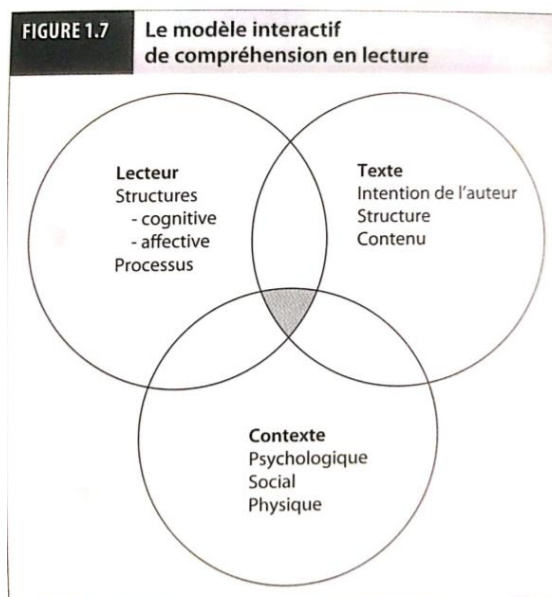 FIGURE 1.7
Le modèle interactif
de compréhension en lecture
Lecteur
Structures
- cognitive
- affective
Processus
Texte
Intention de l'auteur
Structure
Contenu
Contexte
Psychologique
Social
Physique